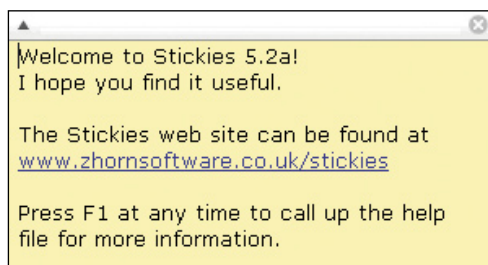 Welcome to Stickies 5.2a!
I hope you find it useful.
The Stickies web site can be found at
www.zhornsoftware.co.uk/stickies
Press F1 at any time to call up the help
file for more information.